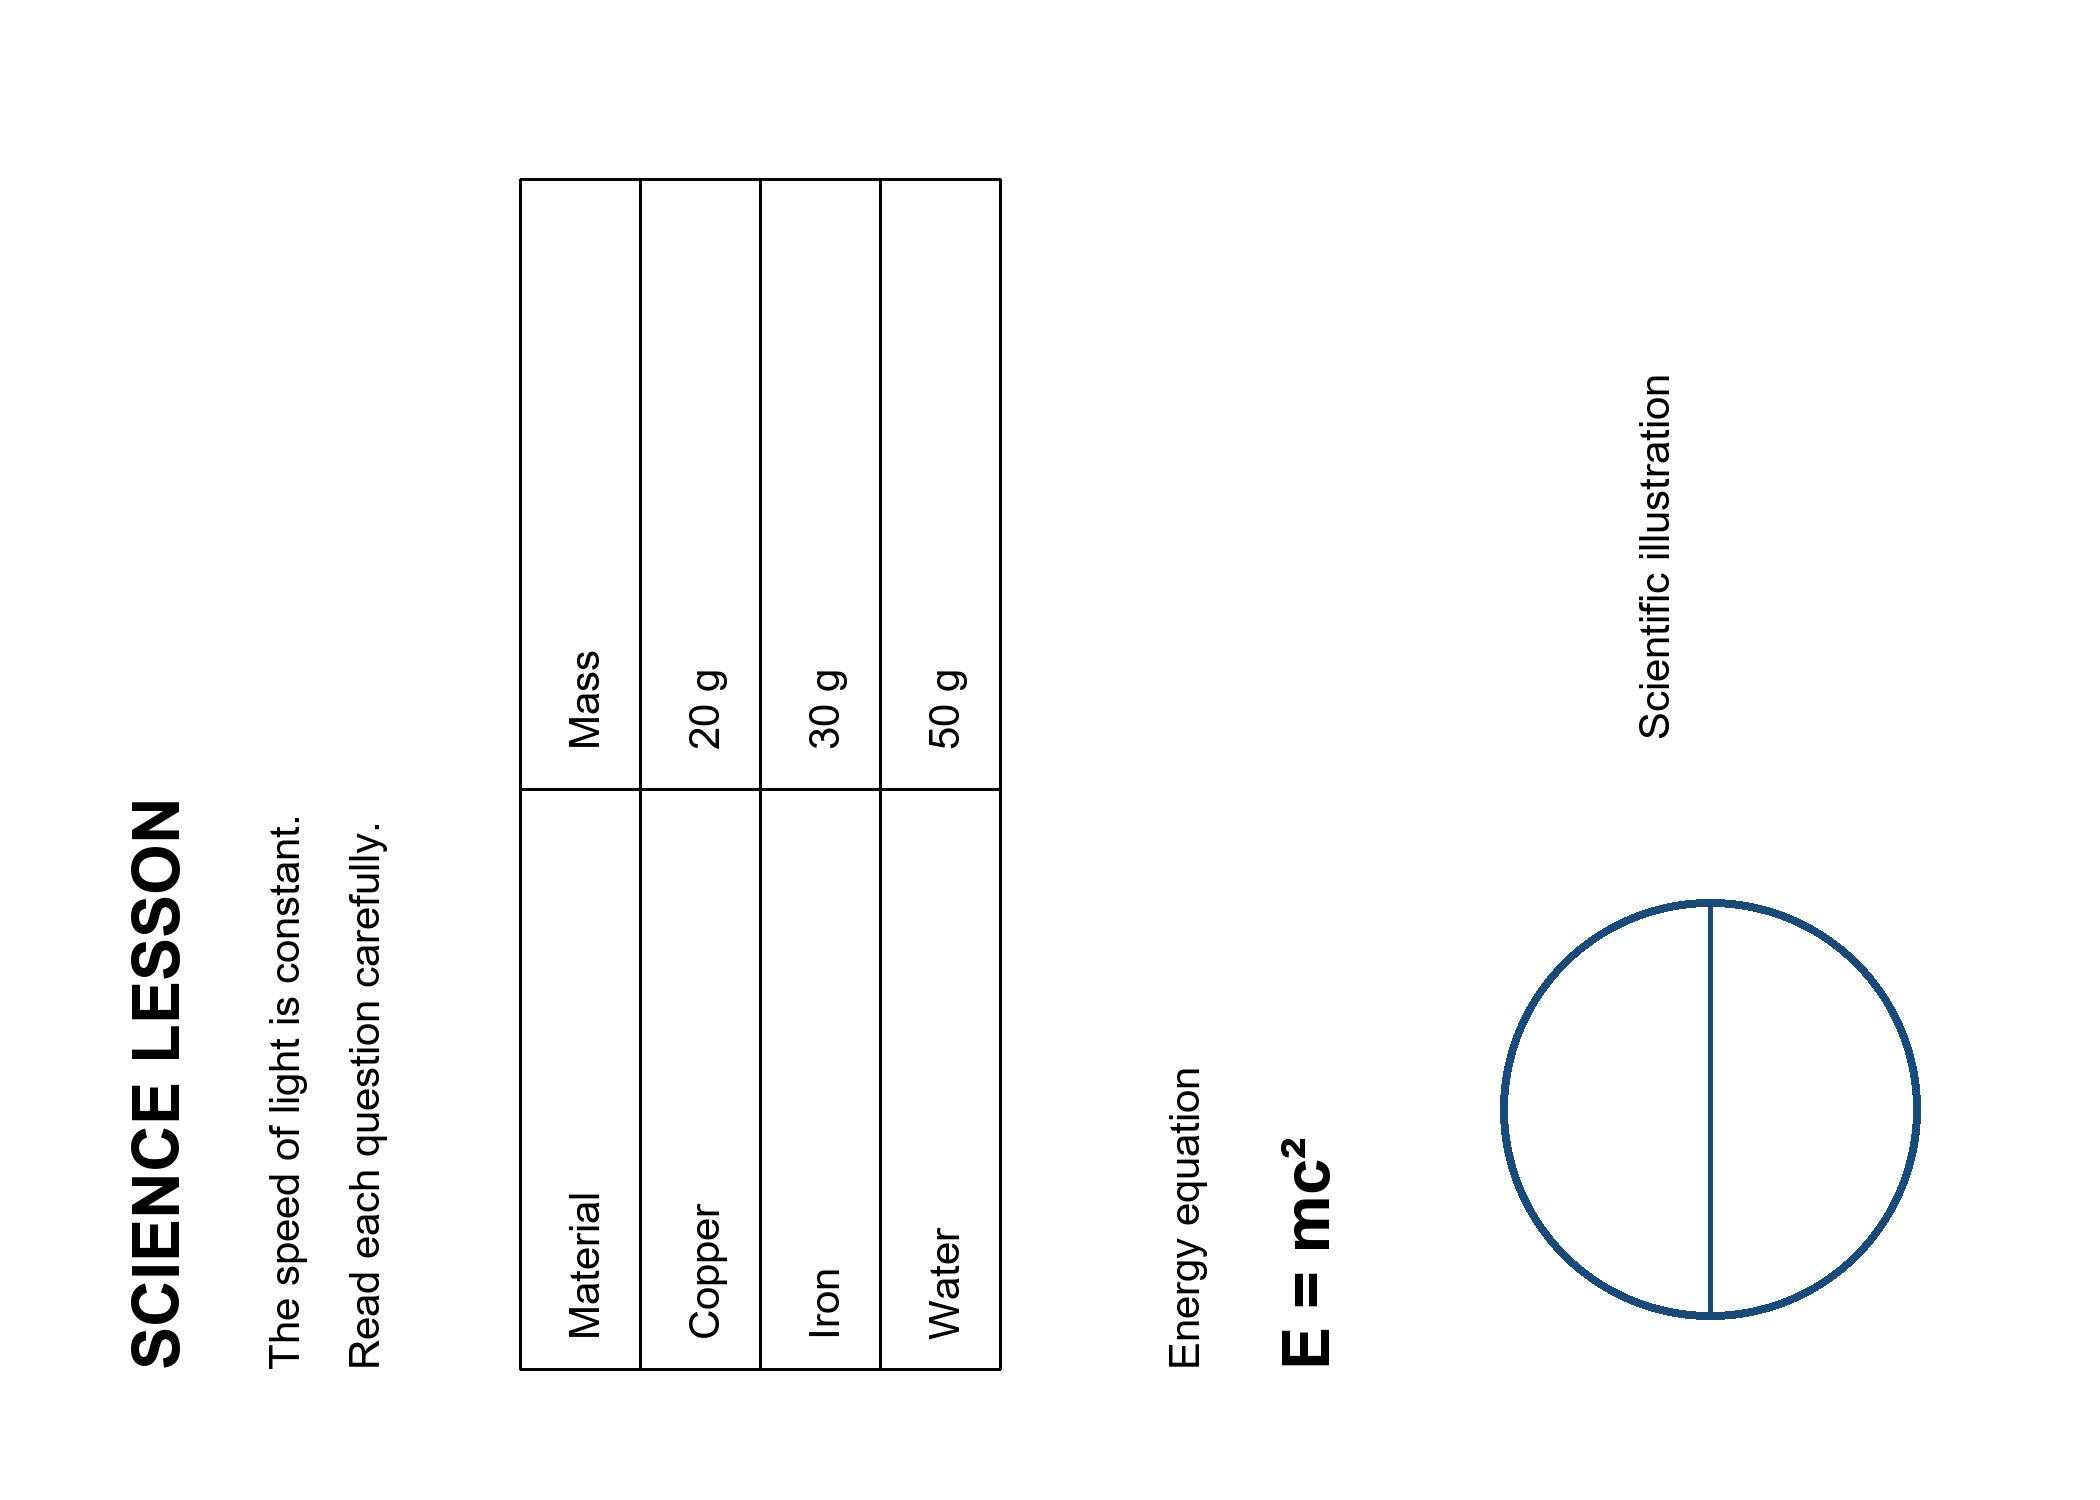 SCIENCE LESSON
The speed of light is constant.
Read each question carefully.
Material Mass
Copper 20 g
Iron 30 g
Water 50 g
Energy equation
E = mc²
Scientific illustration